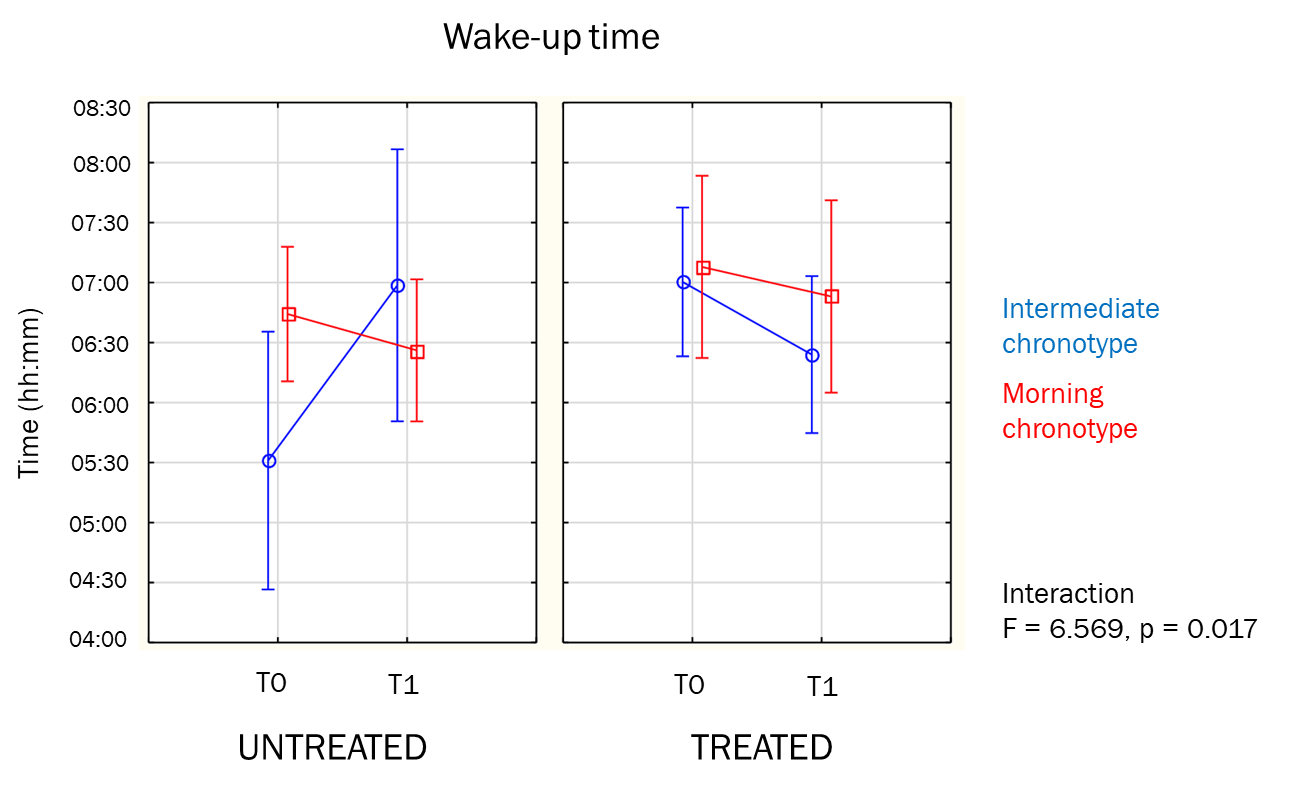 Wake-up time
Time (hh:mm)
08:30
08:00
07:30
07:00
06:30
06:00
05:30
05:00
04:30
04:00
T0
T1
T0
T1
UNTREATED
TREATED
Intermediate
chronotype
Morning
chronotype
Interaction
F = 6.569, p = 0.017